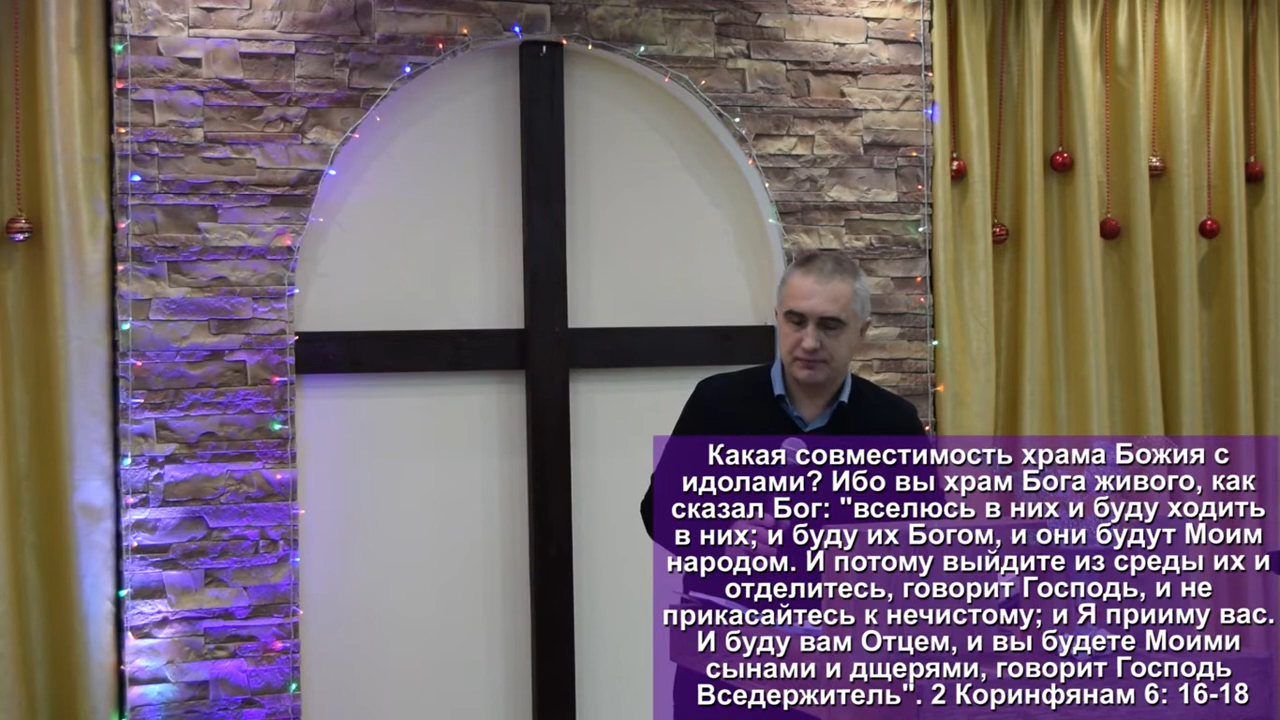 Какая совместимость храма Божия с
идолами? Ибо вы храм Бога живого, как
сказал Бог: "вселюсь в них и буду ходить
в них; и буду их Богом, и они будут Моим
народом. И потому выйдите из среды их и
отделитесь, говорит Господь, и не
прикасайтесь к нечистому; и Я прииму вас.
И буду вам Отцем, и вы будете Моими
сынами и дщерями, говорит Господь
Вседержитель". 2 Коринфянам 6: 16-18